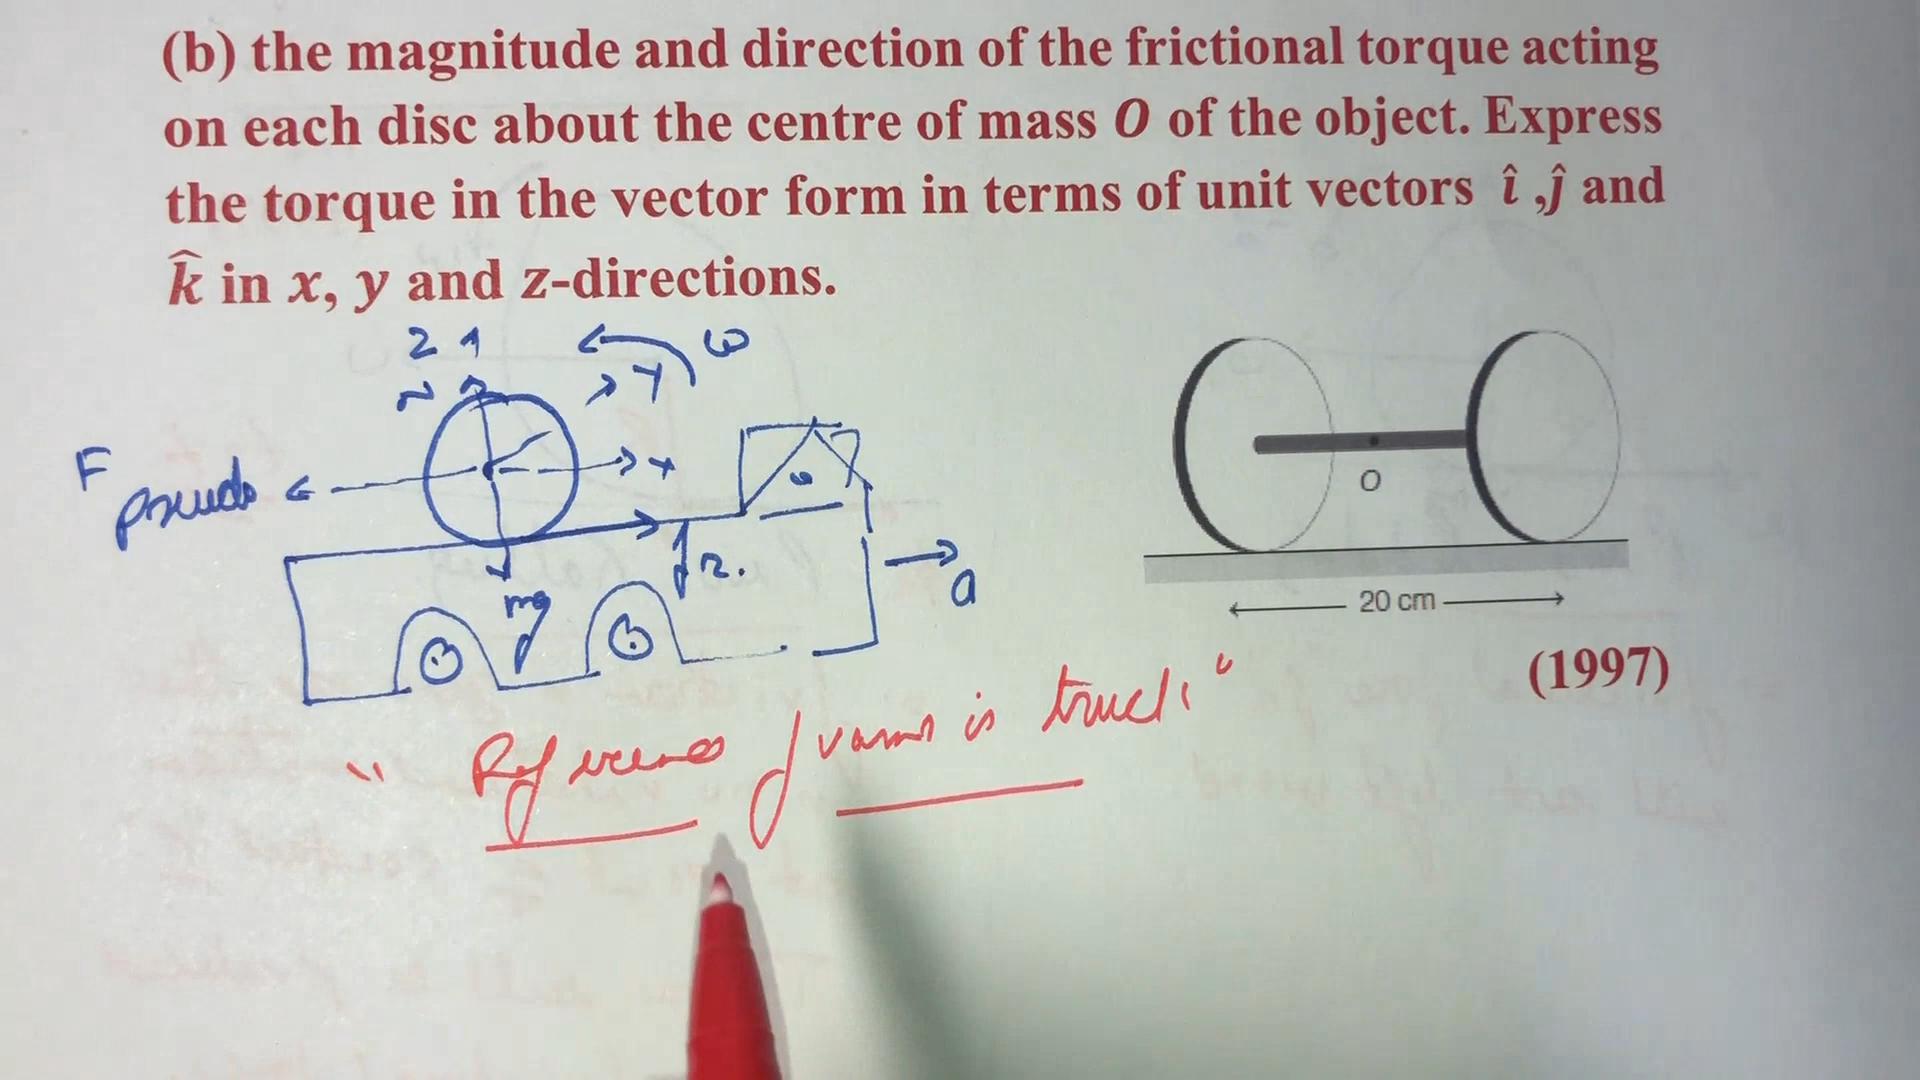 (b) the magnitude and direction of the frictional torque acting
on each disc about the centre of mass O of the object. Express
the torque in the vector form in terms of unit vectors î ,ĵ and
k̂ in x, y and z-directions.
Z
ω
Y
N
F
pseudo
x
O
mg
a
20 cm
(1997)
"Reference frame is truck"